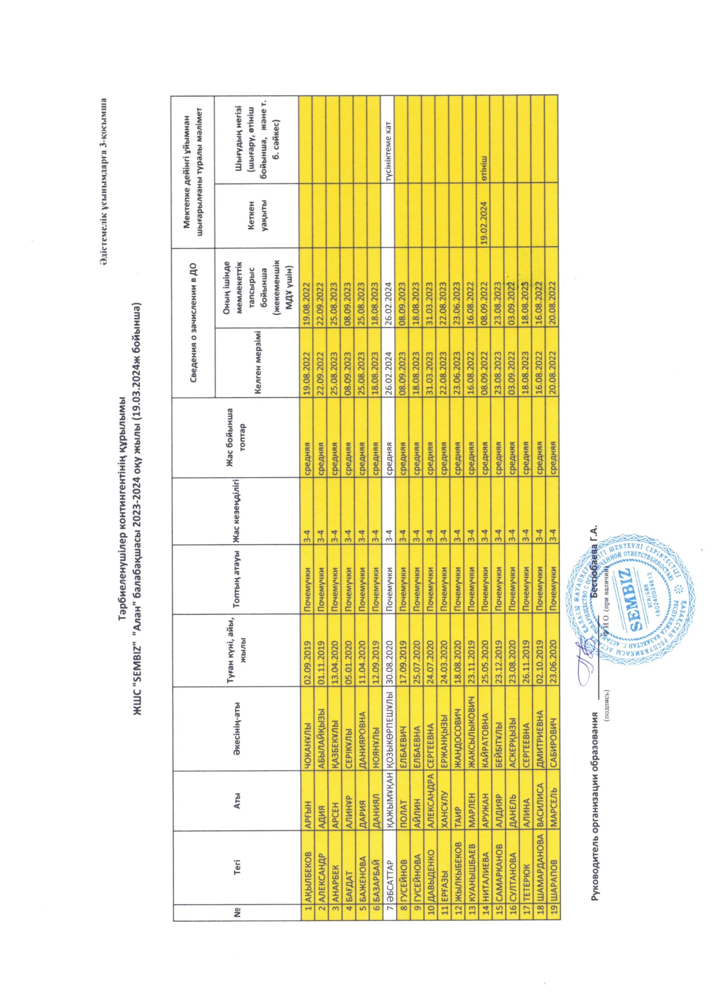 Әдістемелік ұсынымдарға 3-қосымша
Тәрбиеленушілер контингентінің құрылымы
ЖШС "SEMBIZ" "Алан" балабақшасы 2023-2024 оқу жылы (19.03.2024ж бойынша)
№ Тегі Аты Әкесінің-аты Туған күні, айы, жылы Топтың атауы Жас кезеңділігі Жас бойынша топтар Сведения о зачислении в ДО Мектепке дейінгі ұйымнан шығарылғаны туралы мәлімет
Келген мерзімі Оның ішінде мемлекеттік тапсырыс бойынша (жекеменшік МДҰ үшін) Кеткен уақыты Шығудың негізі (шығару, өтініш бойынша, және т. б. сәйкес)
1 АҚЫЛБЕКОВ АРҒЫН ЧОКАНҰЛЫ 02.09.2019 Почемучки 3-4 средняя 19.08.2022 19.08.2022
2 АЛЕКСАНДР АДИЯ АБЫЛАЙҚЫЗЫ 01.11.2019 Почемучки 3-4 средняя 22.09.2022 22.09.2022
3 АНАРБЕК АРСЕН ҚАЗБЕКҰЛЫ 13.04.2020 Почемучки 3-4 средняя 25.08.2023 25.08.2023
4 БАҒДАТ АЛИНҰР СЕРІКҰЛЫ 05.01.2020 Почемучки 3-4 средняя 08.09.2023 08.09.2023
5 БАЖЕНОВА ДАРИЯ ДАНИЯРОВНА 11.04.2020 Почемучки 3-4 средняя 25.08.2023 25.08.2023
6 БАЗАРБАЙ ДАНИЯЛ НОЯНҰЛЫ 12.09.2019 Почемучки 3-4 средняя 18.08.2023 18.08.2023
7 ӘБСАТТАР ҚАЖЫМҰҚАН ҚОЗЫКӨРПЕШҰЛЫ 30.08.2020 Почемучки 3-4 средняя 26.02.2024 26.02.2024 түсініктеме хат
8 ГУСЕЙНОВ ПОЛАТ ЕЛБАЕВИЧ 17.09.2019 Почемучки 3-4 средняя 08.09.2023 08.09.2023
9 ГУСЕЙНОВА АЙЛИН ЕЛБАЕВНА 25.07.2020 Почемучки 3-4 средняя 18.08.2023 18.08.2023
10 ДАВЫДЕНКО АЛЕКСАНДРА СЕРГЕЕВНА 24.07.2020 Почемучки 3-4 средняя 31.03.2023 31.03.2023
11 ЕРҒАЗЫ ХАНСҰЛУ ЕРЖАНҚЫЗЫ 24.03.2020 Почемучки 3-4 средняя 22.08.2023 22.08.2023
12 ЖЫЛКЫБЕКОВ ТАИР ЖАНДОСОВИЧ 18.08.2020 Почемучки 3-4 средняя 23.06.2023 23.06.2023
13 КУАНЫШБАЕВ МАРЛЕН ЖАКСЫЛЫКОВИЧ 23.11.2019 Почемучки 3-4 средняя 16.08.2022 16.08.2022
14 НИТАЛИЕВА АРУЖАН КАЙРАТОВНА 25.05.2020 Почемучки 3-4 средняя 08.09.2022 08.09.2022 19.02.2024 өтініш
15 САМАРКАНОВ АЛДИЯР БЕЙБІТҰЛЫ 23.12.2019 Почемучки 3-4 средняя 23.08.2023 23.08.2023
16 СУЛТАНОВА ДАНЕЛЬ АСКЕРҚЫЗЫ 23.08.2020 Почемучки 3-4 средняя 03.09.2022 03.09.2022
17 ТЕТЕРЮК АЛИНА СЕРГЕЕВНА 26.11.2019 Почемучки 3-4 средняя 18.08.2023 18.08.2023
18 ШАМАРДАНОВА ВАСИЛИСА ДМИТРИЕВНА 02.10.2019 Почемучки 3-4 средняя 16.08.2022 16.08.2022
19 ШАРАПОВ МАРСЕЛЬ САБИРОВИЧ 23.06.2020 Почемучки 3-4 средняя 20.08.2022 20.08.2022
Руководитель организации образования Бестюбаева Г.А.
(подпись) Ф.И.О. (при наличии)
SEMBIZ
БСН/БИН
180240024613
ҚАЗАҚСТАН РЕСПУБЛИКАСЫ АСТАНА ҚАЛАСЫ ЖАУАПКЕРШІЛІГІ ШЕКТЕУЛІ СЕРІКТЕСТІГІ
РЕСПУБЛИКА КАЗАХСТАН Г. АСТАНА ТОВАРИЩЕСТВО С ОГРАНИЧЕННОЙ ОТВЕТСТВЕННОСТЬЮ